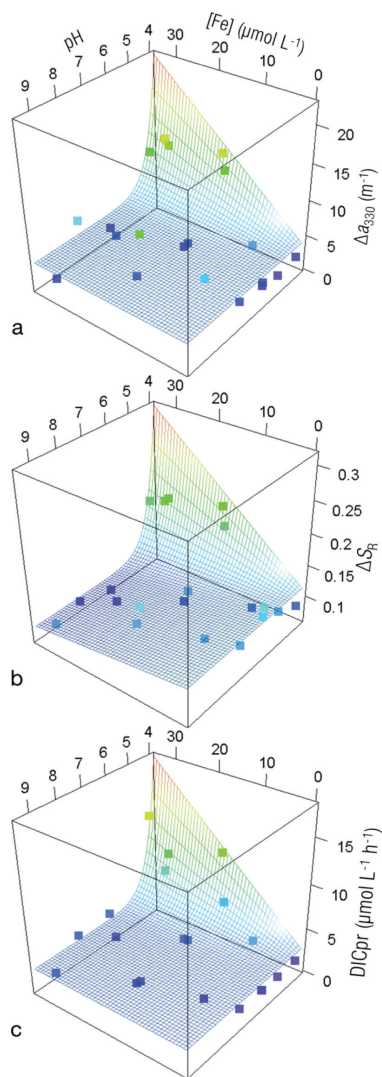 pH
[Fe] (µmol L⁻¹)
9 8 7 6 5 4 30 20 10 0
20
15
10
5
0
Δa₃₃₀ (m⁻¹)
a
9 8 7 6 5 4 30 20 10 0
0.3
0.25
0.2
0.15
0.1
ΔS_R
b
9 8 7 6 5 4 30 20 10 0
15
10
5
0
DICpr (µmol L⁻¹ h⁻¹)
c